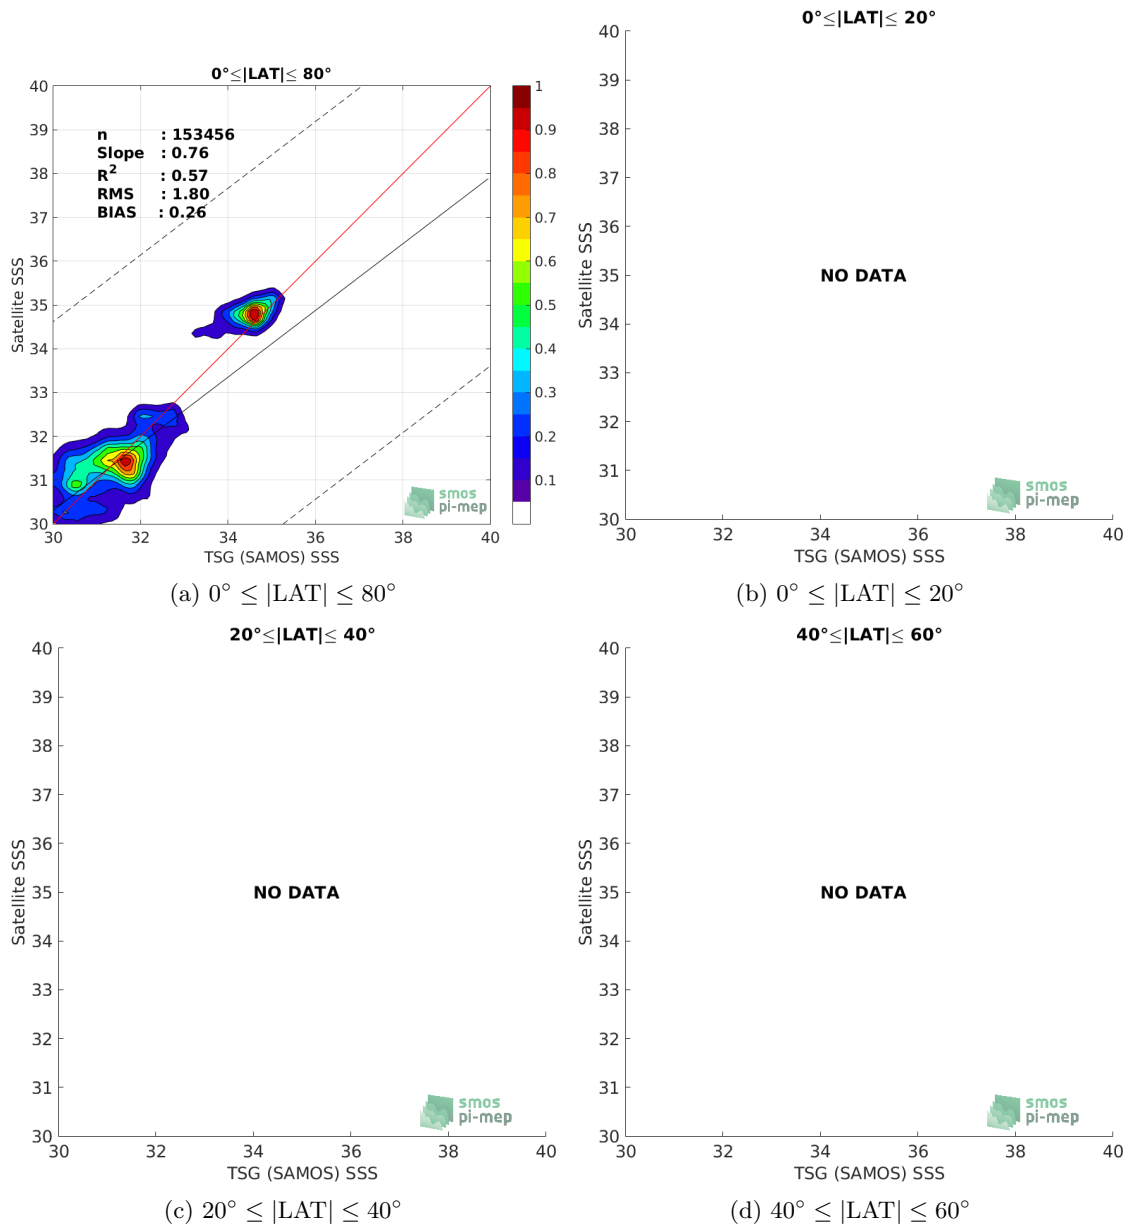 0°≤|LAT|≤ 80°
40
39
38
37
36
35
34
33
32
31
30
Satellite SSS
n : 153456
Slope : 0.76
R2 : 0.57
RMS : 1.80
BIAS : 0.26
1
0.9
0.8
0.7
0.6
0.5
0.4
0.3
0.2
0.1
smos
pi-mep
30 32 34 36 38 40
TSG (SAMOS) SSS
(a) 0° ≤ |LAT| ≤ 80°
0°≤|LAT|≤ 20°
40
39
38
37
36
35
34
33
32
31
30
Satellite SSS
NO DATA
smos
pi-mep
30 32 34 36 38 40
TSG (SAMOS) SSS
(b) 0° ≤ |LAT| ≤ 20°
20°≤|LAT|≤ 40°
40
39
38
37
36
35
34
33
32
31
30
Satellite SSS
NO DATA
smos
pi-mep
30 32 34 36 38 40
TSG (SAMOS) SSS
(c) 20° ≤ |LAT| ≤ 40°
40°≤|LAT|≤ 60°
40
39
38
37
36
35
34
33
32
31
30
Satellite SSS
NO DATA
smos
pi-mep
30 32 34 36 38 40
TSG (SAMOS) SSS
(d) 40° ≤ |LAT| ≤ 60°